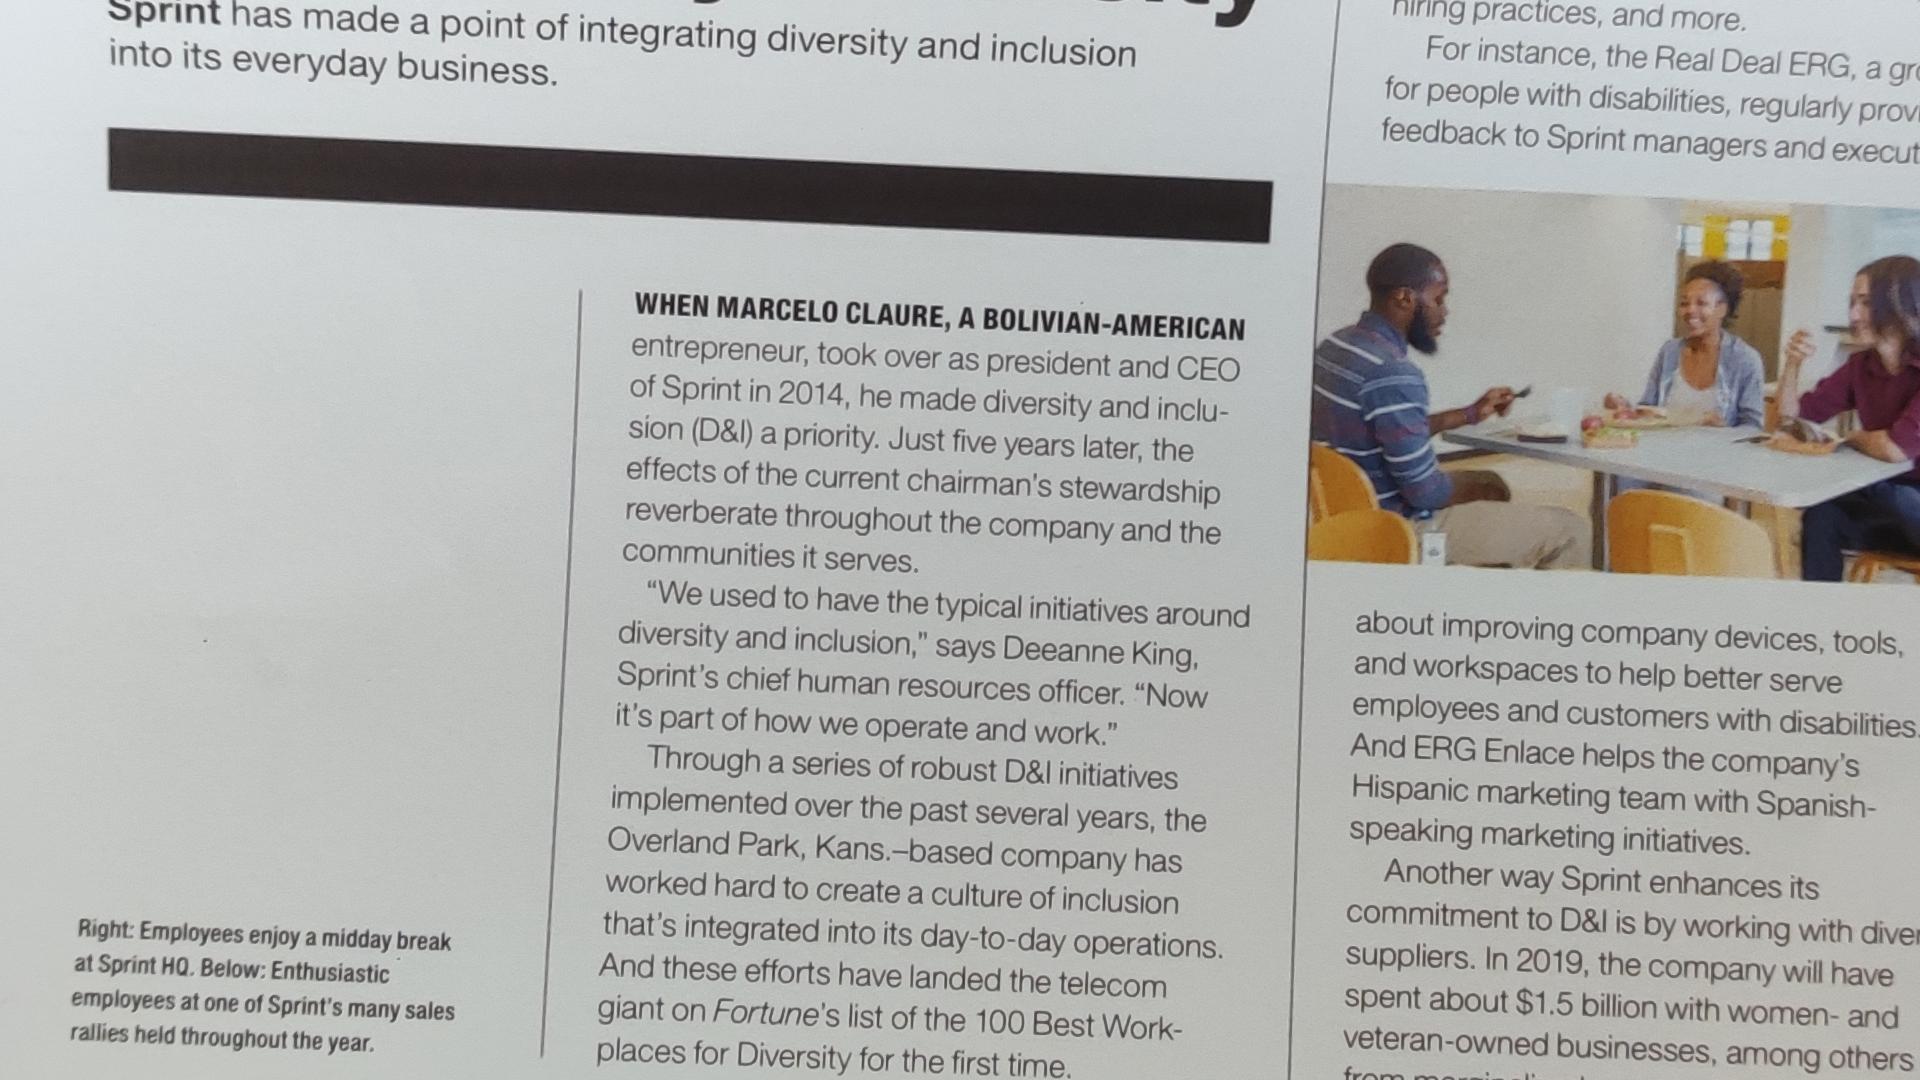 Sprint has made a point of integrating diversity and inclusion
into its everyday business.
WHEN MARCELO CLAURE, A BOLIVIAN-AMERICAN
entrepreneur, took over as president and CEO
of Sprint in 2014, he made diversity and inclu-
sion (D&I) a priority. Just five years later, the
effects of the current chairman's stewardship
reverberate throughout the company and the
communities it serves.
"We used to have the typical initiatives around
diversity and inclusion," says Deeanne King,
Sprint's chief human resources officer. "Now
it's part of how we operate and work."
Through a series of robust D&I initiatives
implemented over the past several years, the
Overland Park, Kans.–based company has
worked hard to create a culture of inclusion
that's integrated into its day-to-day operations.
And these efforts have landed the telecom
giant on Fortune's list of the 100 Best Work-
places for Diversity for the first time.
Right: Employees enjoy a midday break
at Sprint HQ. Below: Enthusiastic
employees at one of Sprint's many sales
rallies held throughout the year.
hiring practices, and more.
For instance, the Real Deal ERG, a
for people with disabilities, regularly
feedback to Sprint managers and
about improving company devices, tools,
and workspaces to help better serve
employees and customers with disabilities.
And ERG Enlace helps the company's
Hispanic marketing team with Spanish-
speaking marketing initiatives.
Another way Sprint enhances its
commitment to D&I is by working with
suppliers. In 2019, the company will have
spent about $1.5 billion with women- and
veteran-owned businesses, among others
from